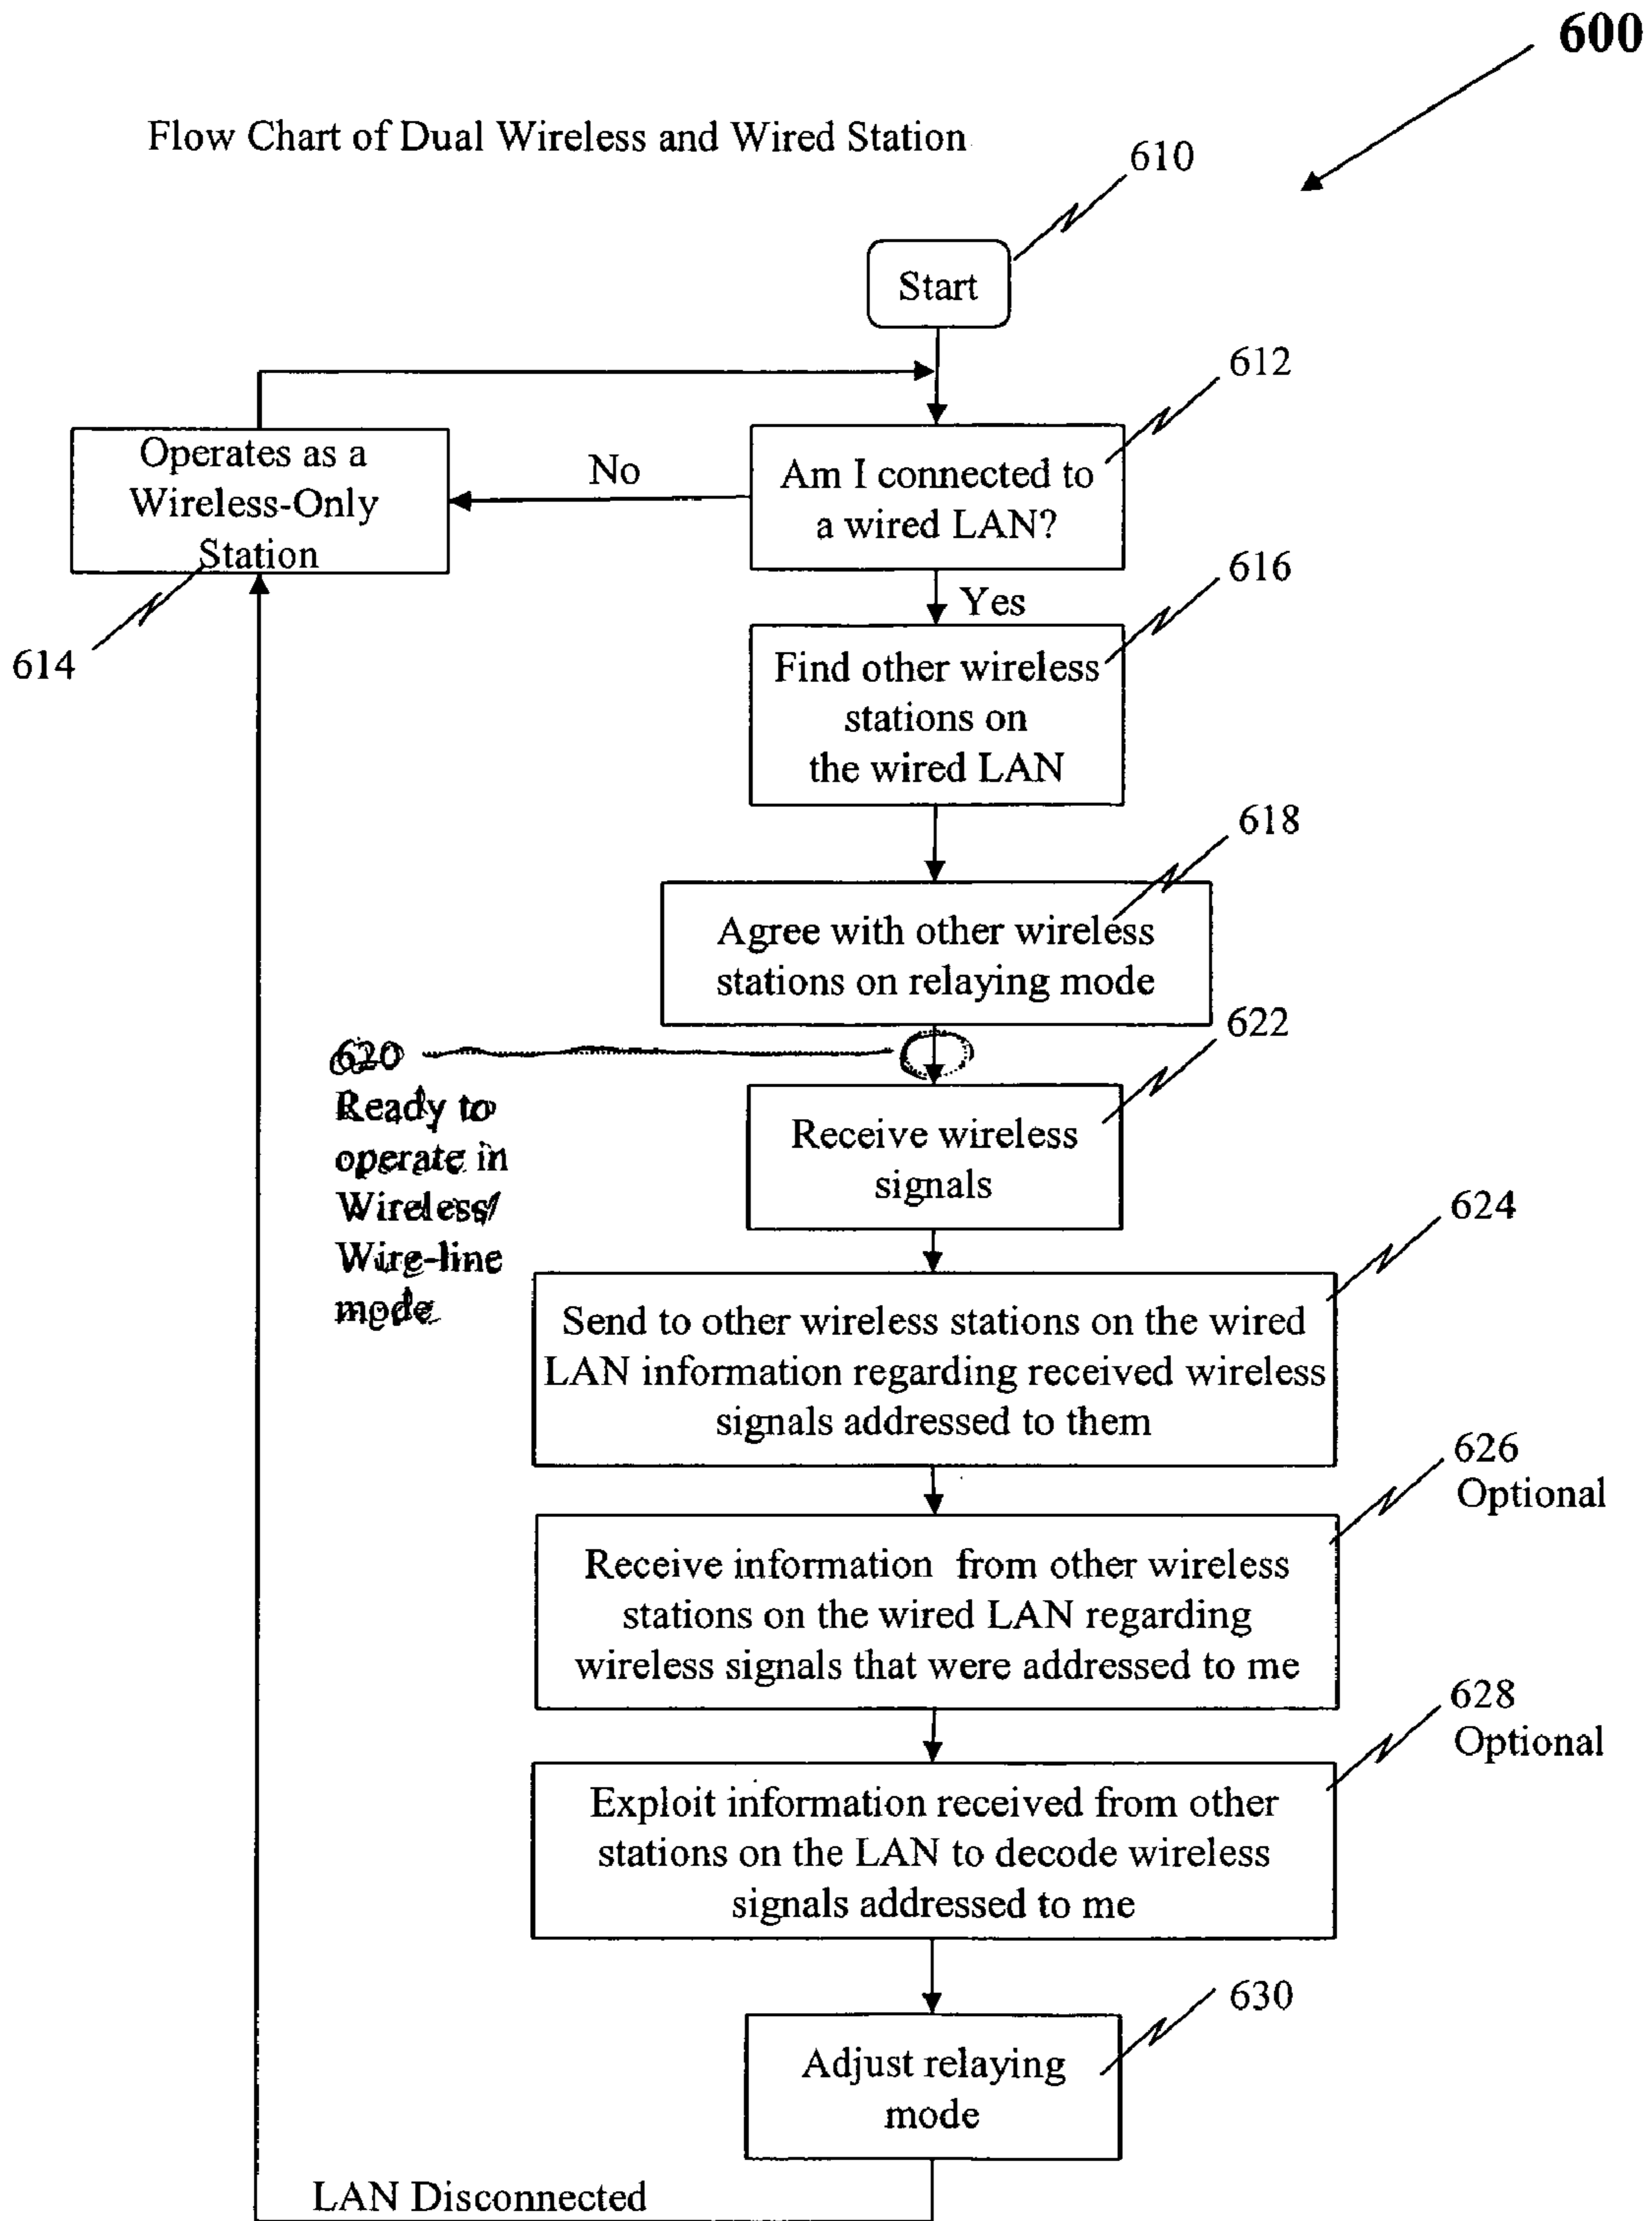 600
Flow Chart of Dual Wireless and Wired Station
610
Start
612
Operates as a
Wireless-Only
Station
No
Am I connected to
a wired LAN?
616
Yes
614
Find other wireless
stations on
the wired LAN
618
Agree with other wireless
stations on relaying mode
622
620
Ready to
operate in
Wireless/
Wire-line
mode
Receive wireless
signals
624
Send to other wireless stations on the wired
LAN information regarding received wireless
signals addressed to them
626
Optional
Receive information from other wireless
stations on the wired LAN regarding
wireless signals that were addressed to me
628
Optional
Exploit information received from other
stations on the LAN to decode wireless
signals addressed to me
630
Adjust relaying
mode
LAN Disconnected